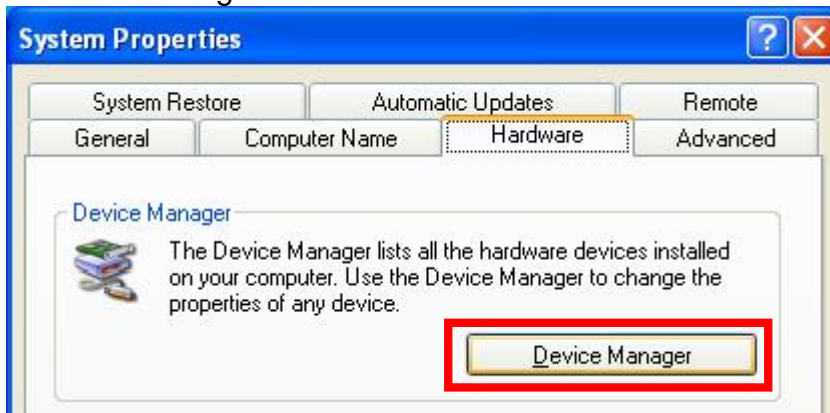 System Properties
System Restore Automatic Updates Remote
General Computer Name Hardware Advanced
Device Manager
The Device Manager lists all the hardware devices installed
on your computer. Use the Device Manager to change the
properties of any device.
Device Manager